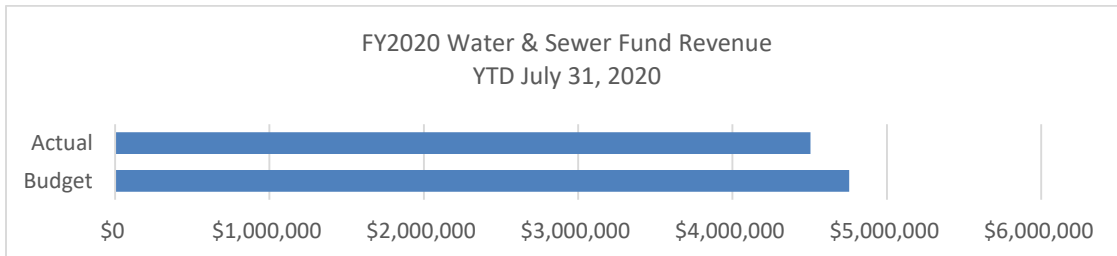 FY2020 Water & Sewer Fund Revenue
YTD July 31, 2020
Actual
Budget
$0 $1,000,000 $2,000,000 $3,000,000 $4,000,000 $5,000,000 $6,000,000